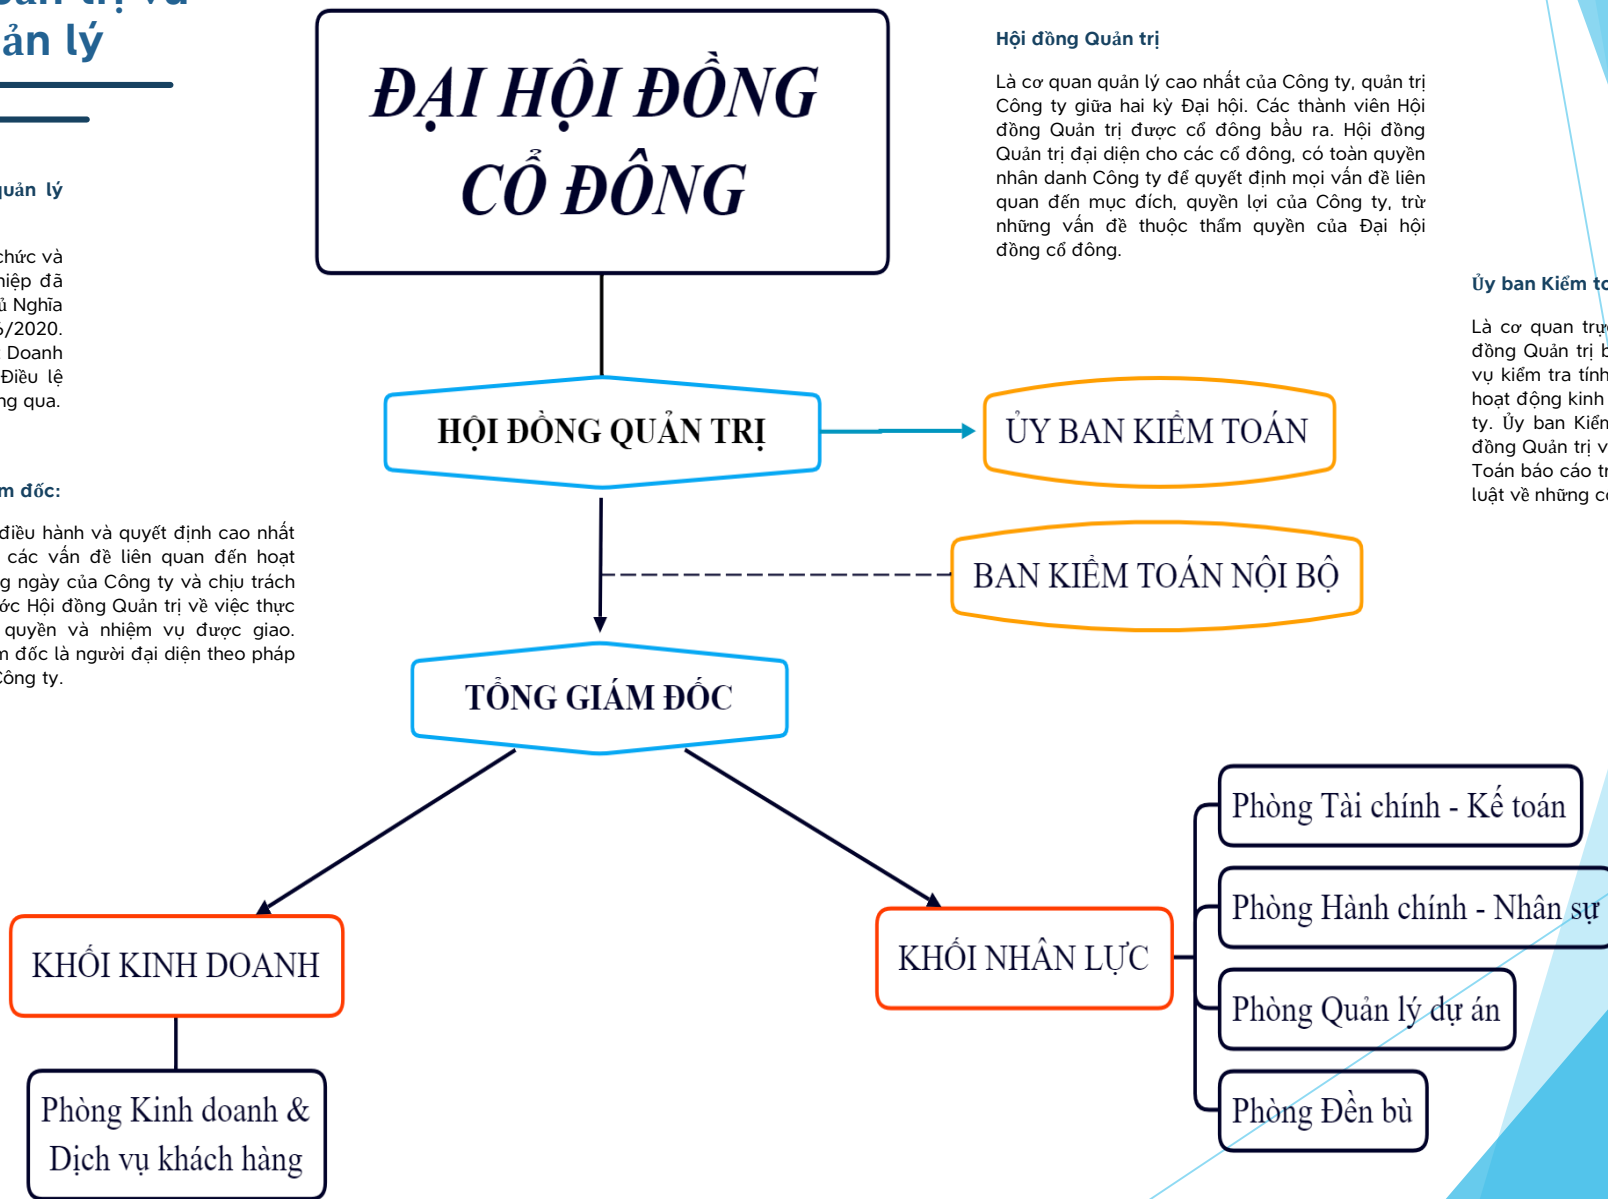 ản lý
ĐẠI HỘI ĐỒNG
CỔ ĐÔNG
Hội đồng Quản trị
Là cơ quan quản lý cao nhất của Công ty, quản trị
Công ty giữa hai kỳ Đại hội. Các thành viên Hội
đồng Quản trị được cổ đông bầu ra. Hội đồng
Quản trị đại diện cho các cổ đông, có toàn quyền
nhân danh Công ty để quyết định mọi vấn đề liên
quan đến mục đích, quyền lợi của Công ty, trừ
những vấn đề thuộc thẩm quyền của Đại hội
đồng cổ đông.
quản lý
chức và
hiệp đã
ủ Nghĩa
6/2020.
Doanh
Điều lệ
ng qua.
Ủy ban Kiểm to
Là cơ quan trự
đồng Quản trị b
vụ kiểm tra tính
hoạt động kinh
ty. Ủy ban Kiểm
đồng Quản trị v
Toán báo cáo tr
luật về những cô
HỘI ĐỒNG QUẢN TRỊ
ỦY BAN KIỂM TOÁN
m đốc:
điều hành và quyết định cao nhất
các vấn đề liên quan đến hoạt
g ngày của Công ty và chịu trách
ớc Hội đồng Quản trị về việc thực
quyền và nhiệm vụ được giao.
m đốc là người đại diện theo pháp
Công ty.
BAN KIỂM TOÁN NỘI BỘ
TỔNG GIÁM ĐỐC
KHỐI KINH DOANH
Phòng Kinh doanh &
Dịch vụ khách hàng
KHỐI NHÂN LỰC
Phòng Tài chính - Kế toán
Phòng Hành chính - Nhân sự
Phòng Quản lý dự án
Phòng Đền bù